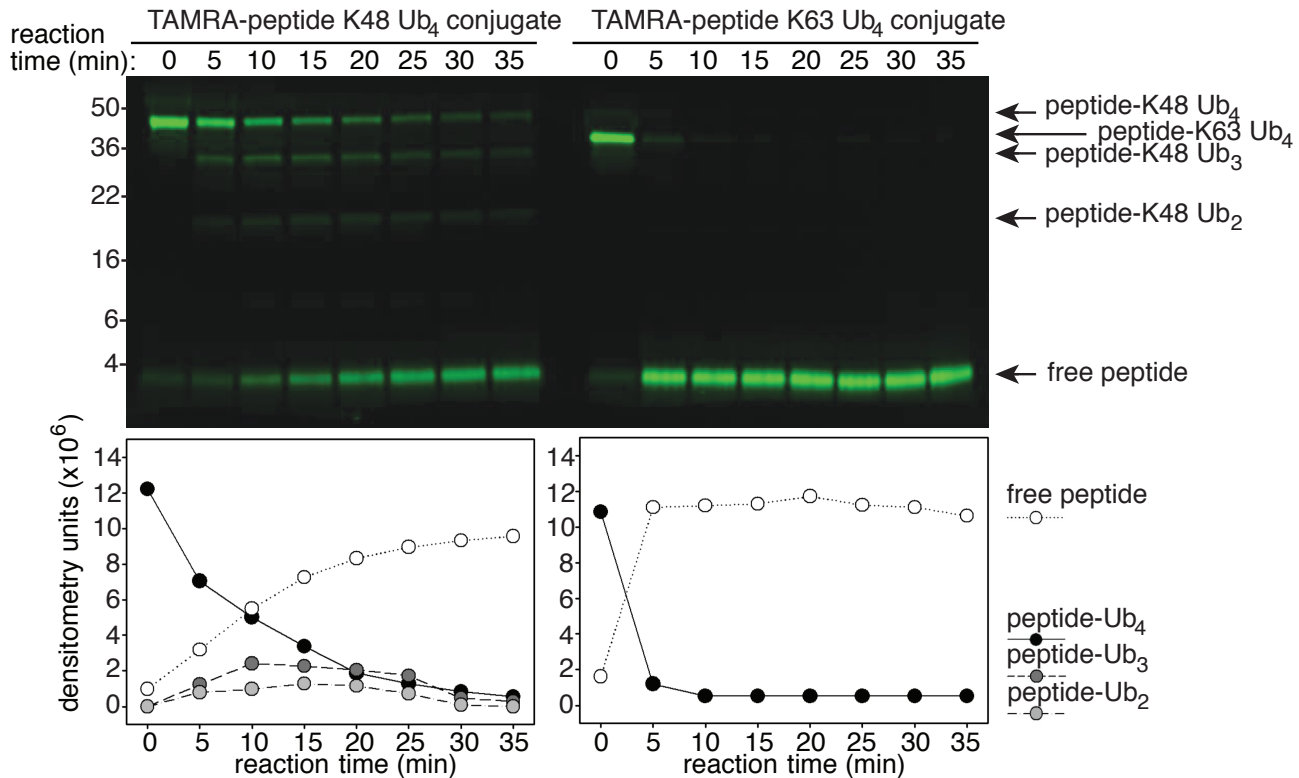 TAMRA-peptide K48 Ub4 conjugate TAMRA-peptide K63 Ub4 conjugate
reaction
time (min): 0 5 10 15 20 25 30 35 0 5 10 15 20 25 30 35
50
36
22
16
6
4
peptide-K48 Ub4
peptide-K63 Ub4
peptide-K48 Ub3
peptide-K48 Ub2
free peptide
densitometry units (x10^6)
14
12
10
8
6
4
2
0
0 5 10 15 20 25 30 35
reaction time (min)
14
12
10
8
6
4
2
0
0 5 10 15 20 25 30 35
reaction time (min)
free peptide
peptide-Ub4
peptide-Ub3
peptide-Ub2